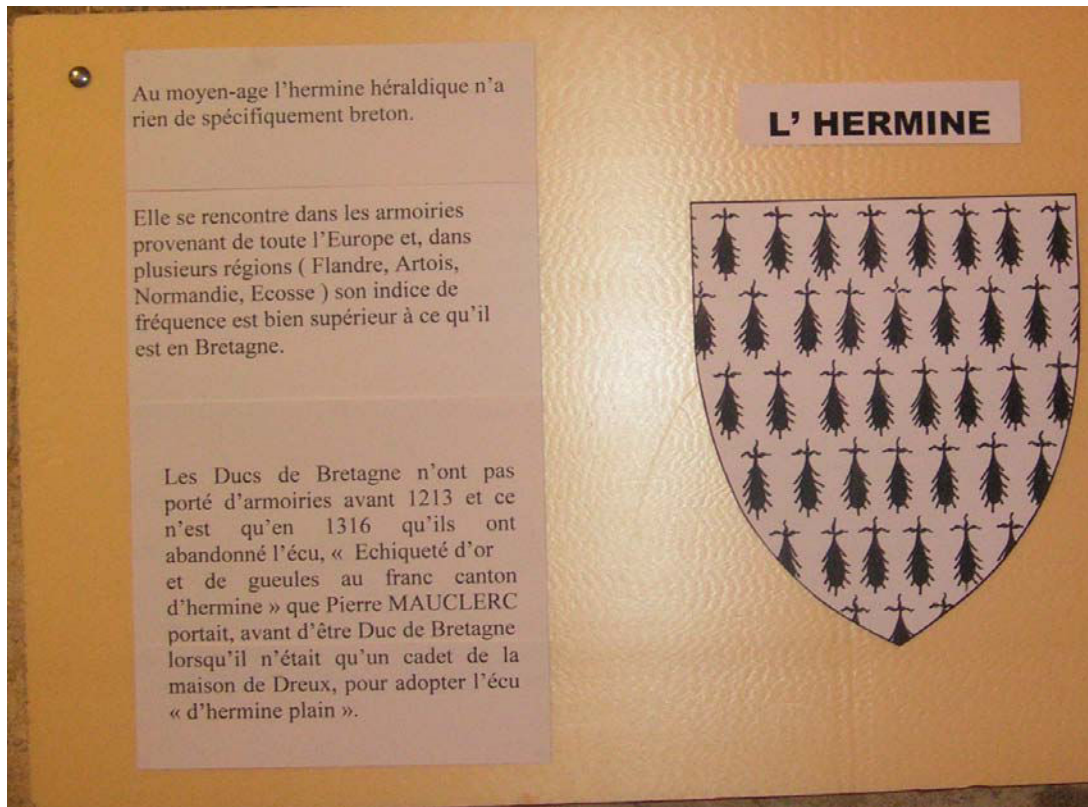 Au moyen-age l'hermine héraldique n'a
rien de spécifiquement breton.
Elle se rencontre dans les armoiries
provenant de toute l'Europe et, dans
plusieurs régions ( Flandre, Artois,
Normandie, Ecosse ) son indice de
fréquence est bien supérieur à ce qu'il
est en Bretagne.
Les Ducs de Bretagne n'ont pas
porté d'armoiries avant 1213 et ce
n'est qu'en 1316 qu'ils ont
abandonné l'écu, « Echiqueté d'or
et de gueules au franc canton
d'hermine » que Pierre MAUCLERC
portait, avant d'être Duc de Bretagne
lorsqu'il n'était qu'un cadet de la
maison de Dreux, pour adopter l'écu
« d'hermine plain ».
L' HERMINE